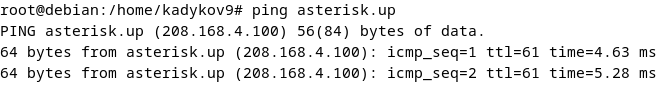 root@debian:/home/kadykov9# ping asterisk.up
PING asterisk.up (208.168.4.100) 56(84) bytes of data.
64 bytes from asterisk.up (208.168.4.100): icmp_seq=1 ttl=61 time=4.63 ms
64 bytes from asterisk.up (208.168.4.100): icmp_seq=2 ttl=61 time=5.28 ms